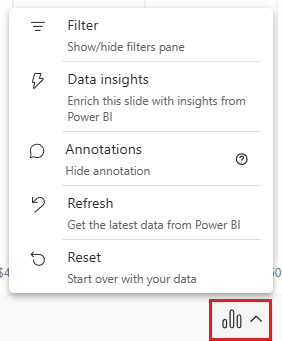 Filter
Show/hide filters pane
Data insights
Enrich this slide with insights from
Power BI
Annotations
Hide annotation
Refresh
Get the latest data from Power BI
Reset
Start over with your data